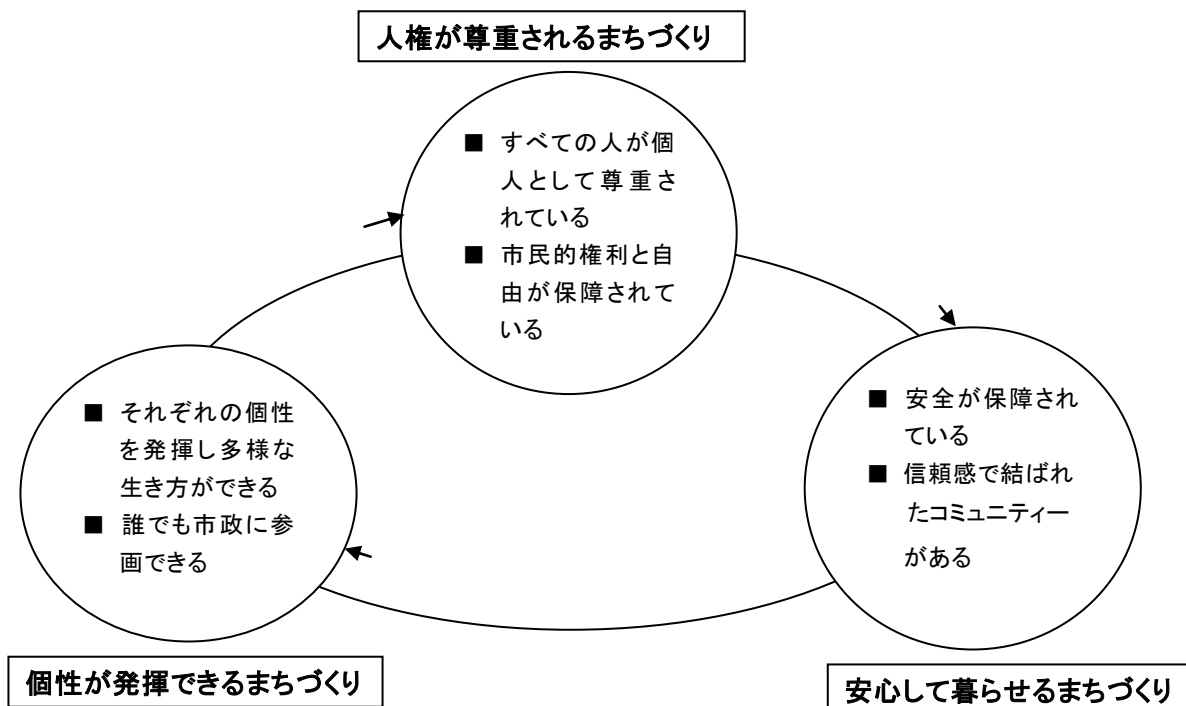 人権が尊重されるまちづくり
■ すべての人が個
人として尊重さ
れている
■ 市民的権利と自
由が保障されて
いる
■ それぞれの個性
を発揮し多様な
生き方ができる
■ 誰でも市政に参
画できる
■ 安全が保障され
ている
■ 信頼感で結ばれ
たコミュニティー
がある
個性が発揮できるまちづくり
安心して暮らせるまちづくり